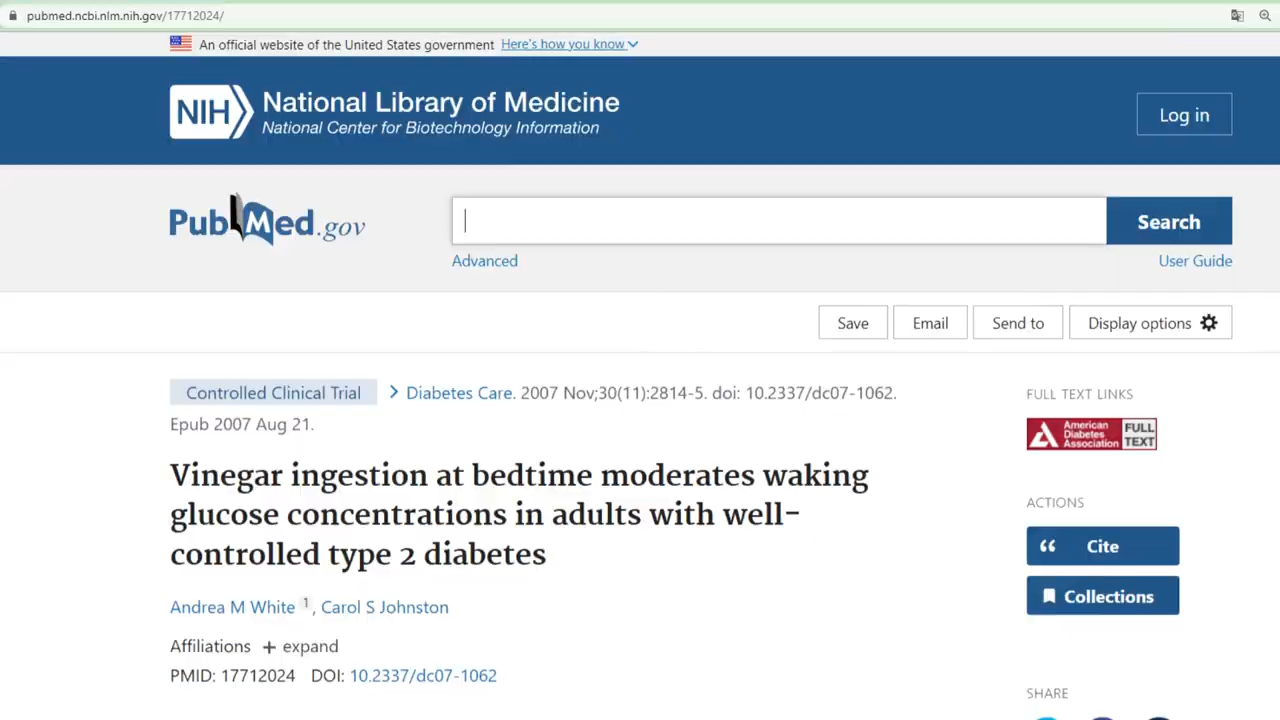 pubmed.ncbi.nlm.nih.gov/17712024/
An official website of the United States government Here's how you know
NIH National Library of Medicine
National Center for Biotechnology Information
Log in
PubMed.gov
Search
Advanced
User Guide
Save
Email
Send to
Display options
Controlled Clinical Trial
Diabetes Care. 2007 Nov;30(11):2814-5. doi: 10.2337/dc07-1062.
Epub 2007 Aug 21.
Vinegar ingestion at bedtime moderates waking
glucose concentrations in adults with well-
controlled type 2 diabetes
Andrea M White 1, Carol S Johnston
Affiliations + expand
PMID: 17712024 DOI: 10.2337/dc07-1062
FULL TEXT LINKS
American
Diabetes
Association
FULL
TEXT
ACTIONS
Cite
Collections
SHARE